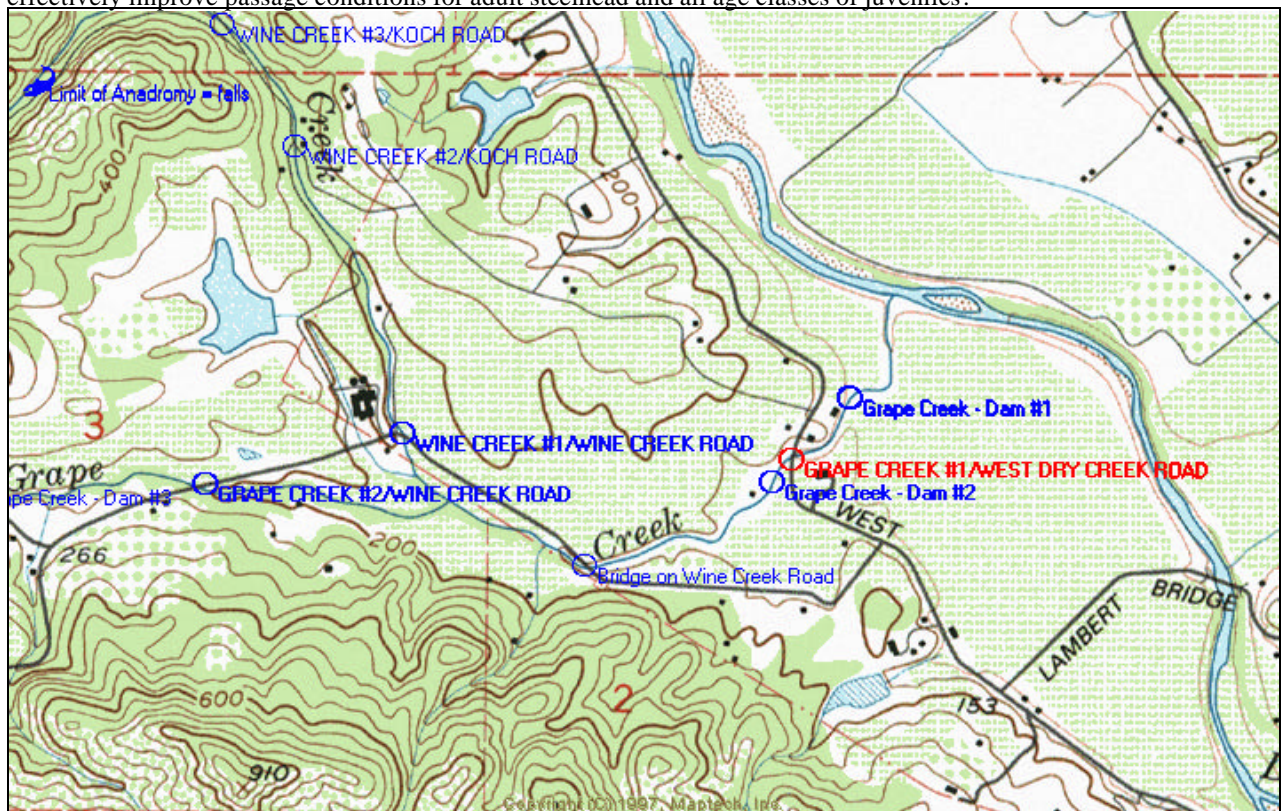 effectively improve passage conditions for adult steelhead and all age classes of juveniles?
WINE CREEK #3/KOCH ROAD
Limit of Anadromy = falls
Creek
WINE CREEK #2/KOCH ROAD
400
200
Grape Creek - Dam #1
3
WINE CREEK #1/WINE CREEK ROAD
GRAPE CREEK #1/WEST DRY CREEK ROAD
Grape
GRAPE CREEK #2/WINE CREEK ROAD
Grape Creek - Dam #2
pe Creek - Dam #3
WEST
Creek
200
266
Bridge on Wine Creek Road
BRIDGE
LAMBERT
600
2
153
910
Copyright (C) 1997, Maptech, Inc.